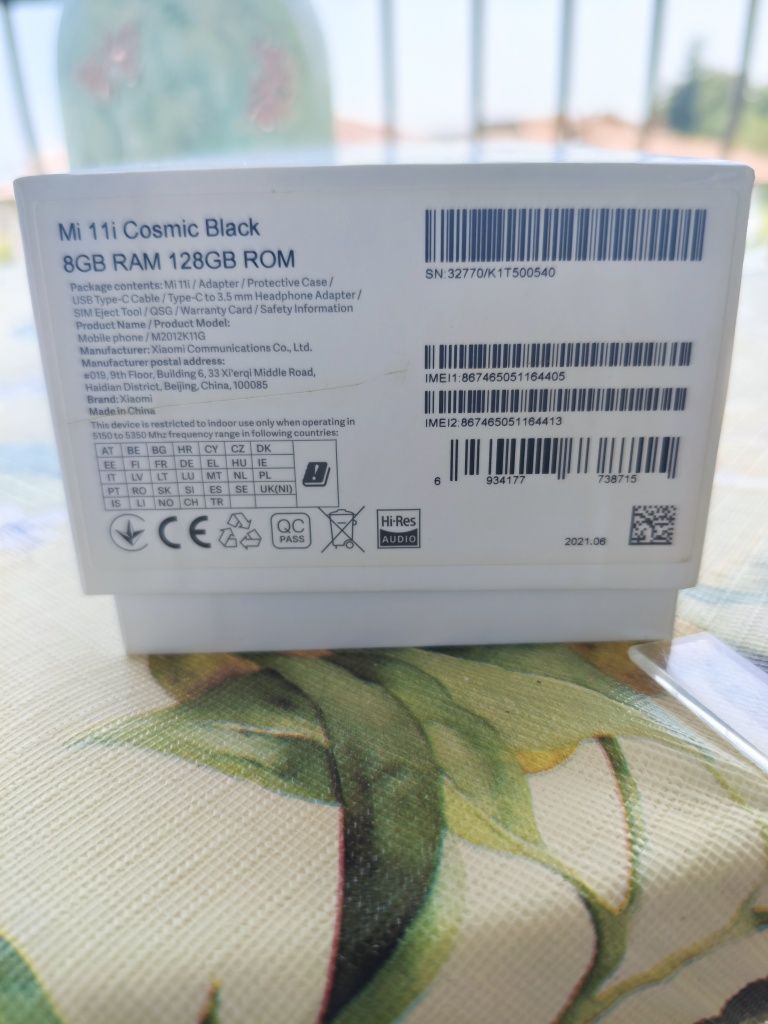 Mi 11i Cosmic Black
8GB RAM 128GB ROM
Package contents: Mi 11i / Adapter / Protective Case /
USB Type-C Cable / Type-C to 3.5 mm Headphone Adapter /
SIM Eject Tool / QSG / Warranty Card / Safety Information
Product Name / Product Model:
Mobile phone / M2012K11G
Manufacturer: Xiaomi Communications Co., Ltd.
Manufacturer postal address:
#019, 9th Floor, Building 6, 33 Xi'erqi Middle Road,
Haidian District, Beijing, China, 100085
Brand: Xiaomi
Made in China
This device is restricted to indoor use only when operating in
5150 to 5350 Mhz frequency range in following countries:
AT BE BG HR CY CZ DK
EE FI FR DE EL HU IE
IT LV LT LU MT NL PL
PT RO SK SI ES SE UK(NI)
IS LI NO CH TR
CE
QC
PASS
Hi-Res
AUDIO
SN:32770/K1T500540
IMEI1:867465051164405
IMEI2:867465051164413
6 934177 738715
2021.06